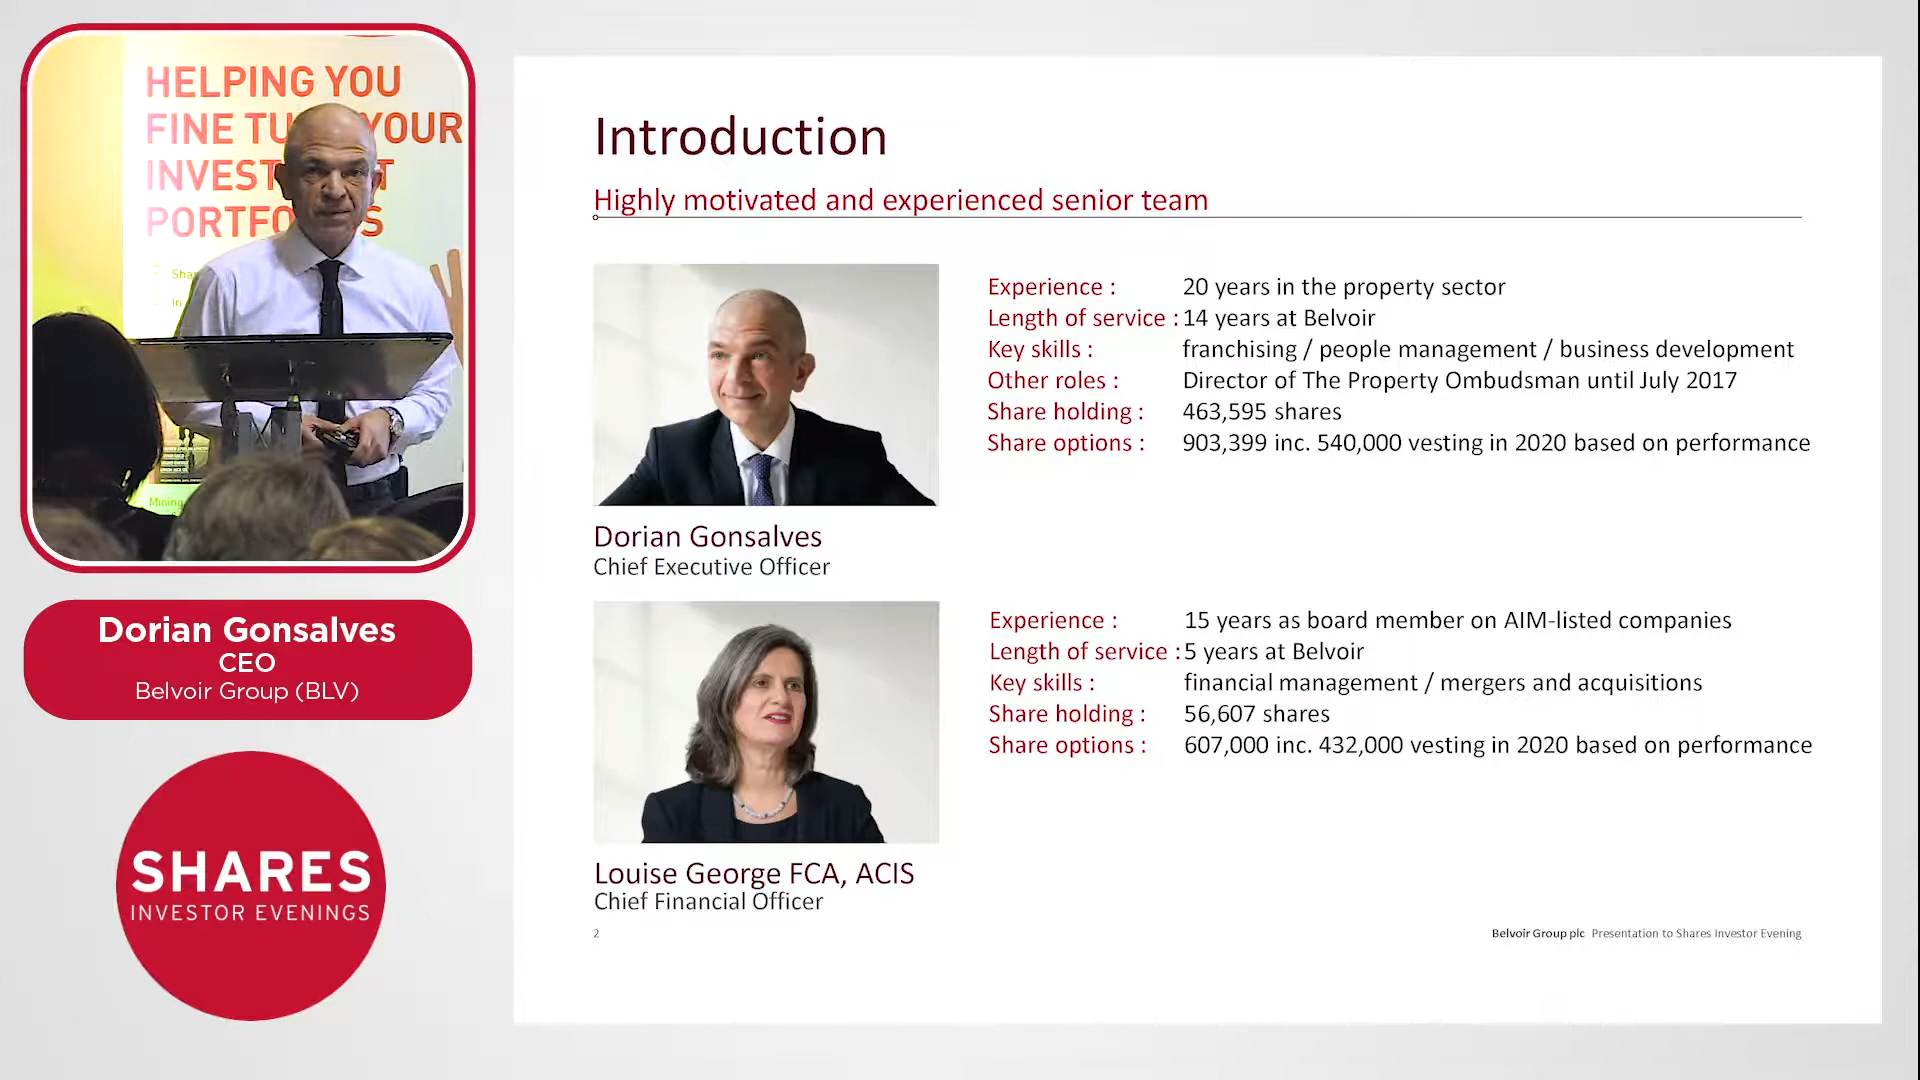 HELPING YOU
FINE TU YOUR
INVEST T
PORTFO S
Shar
In
Mining
Dorian Gonsalves
CEO
Belvoir Group (BLV)
SHARES
INVESTOR EVENINGS
Introduction
Highly motivated and experienced senior team
Experience : 20 years in the property sector
Length of service : 14 years at Belvoir
Key skills : franchising / people management / business development
Other roles : Director of The Property Ombudsman until July 2017
Share holding : 463,595 shares
Share options : 903,399 inc. 540,000 vesting in 2020 based on performance
Dorian Gonsalves
Chief Executive Officer
Experience : 15 years as board member on AIM-listed companies
Length of service : 5 years at Belvoir
Key skills : financial management / mergers and acquisitions
Share holding : 56,607 shares
Share options : 607,000 inc. 432,000 vesting in 2020 based on performance
Louise George FCA, ACIS
Chief Financial Officer
2
Belvoir Group plc Presentation to Shares Investor Evening